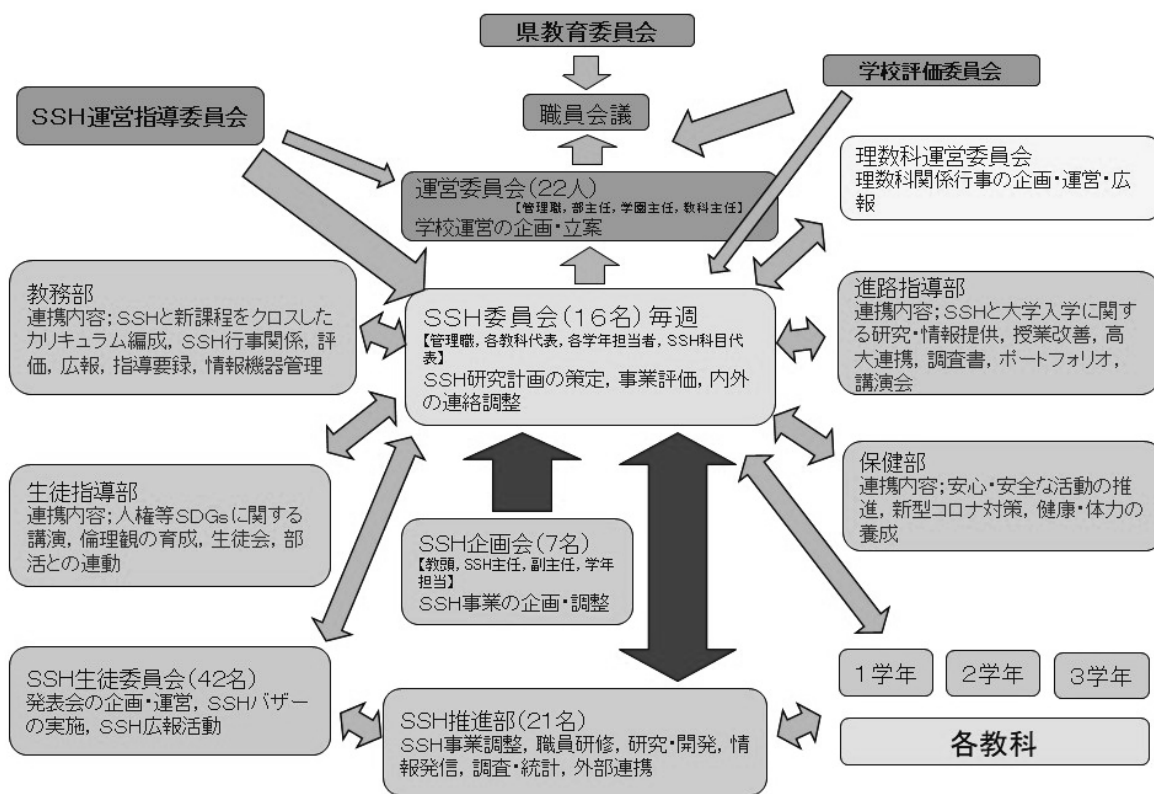 県教育委員会
学校評価委員会
SSH運営指導委員会
職員会議
理数科運営委員会
理数科関係行事の企画・運営・広
報
運営委員会(22人)
【管理職, 部主任, 学園主任, 教科主任】
学校運営の企画・立案
教務部
連携内容;SSHと新課程をクロスした
カリキュラム編成, SSH行事関係, 評
価, 広報, 指導要録, 情報機器管理
SSH委員会(16名)毎週
【管理職, 各教科代表, 各学年担当者, SSH科目代
表】
SSH研究計画の策定, 事業評価, 内外
の連絡調整
進路指導部
連携内容;SSHと大学入学に関す
る研究・情報提供, 授業改善, 高
大連携, 調査書, ポートフォリオ,
講演会
生徒指導部
連携内容;人権等SDGsに関する
講演, 倫理観の育成, 生徒会, 部
活との連動
保健部
連携内容;安心・安全な活動の推
進, 新型コロナ対策, 健康・体力の
養成
SSH企画会(7名)
【教頭, SSH主任, 副主任, 学年
担当】
SSH事業の企画・調整
SSH生徒委員会(42名)
発表会の企画・運営, SSHバザー
の実施, SSH広報活動
SSH推進部(21名)
SSH事業調整, 職員研修, 研究・開発, 情
報発信, 調査・統計, 外部連携
1学年
2学年
3学年
各教科